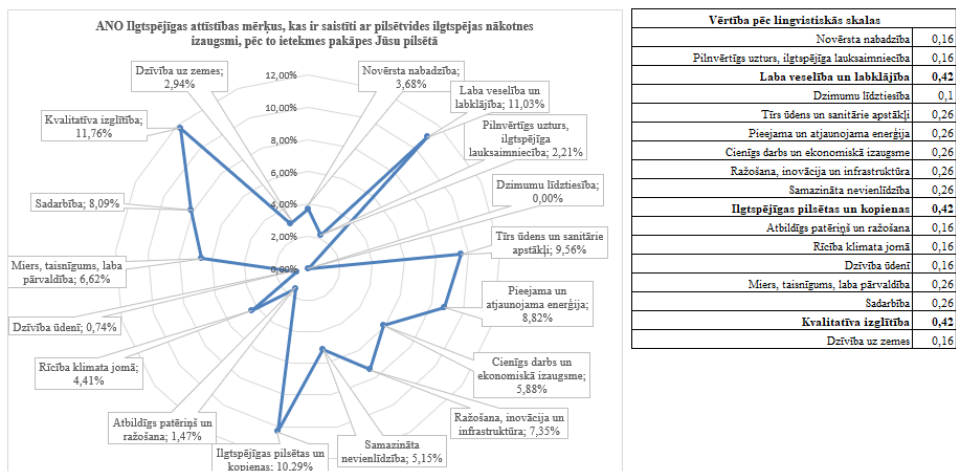 ANO Ilgtspējīgas attīstības mērķus, kas ir saistīti ar pilsētvides ilgtspējas nākotnes
izaugsmi, pēc to ietekmes pakāpes Jūsu pilsētā
12,00%
10,00%
8,00%
6,00%
4,00%
2,00%
0,00%
Novērsta nabadzība;
3,68%
Laba veselība un
labklājība; 11,03%
Pilnvērtīgs uzturs,
ilgtspējīga
lauksaimniecība; 2,21%
Dzimumu līdztiesība;
0,00%
Tīrs ūdens un sanitārie
apstākļi; 9,56%
Pieejama un
atjaunojama enerģija;
8,82%
Cienīgs darbs un
ekonomiskā izaugsme;
5,88%
Ražošana, inovācija un
infrastruktūra; 7,35%
Samazināta
nevienlīdzība; 5,15%
Ilgtspējīgas pilsētas un
kopienas; 10,29%
Atbildīgs patēriņš un
ražošana; 1,47%
Rīcība klimata jomā;
4,41%
Dzīvība ūdenī; 0,74%
Miers, taisnīgums, laba
pārvaldība; 6,62%
Sadarbība; 8,09%
Kvalitatīva izglītība;
11,76%
Dzīvība uz zemes;
2,94%
Vērtība pēc lingvistiskās skalas
Novērsta nabadzība 0,16
Pilnvērtīgs uzturs, ilgtspējīga lauksaimniecība 0,16
Laba veselība un labklājība 0,42
Dzimumu līdztiesība 0,1
Tīrs ūdens un sanitārie apstākļi 0,26
Pieejama un atjaunojama enerģija 0,26
Cienīgs darbs un ekonomiskā izaugsme 0,26
Ražošana, inovācija un infrastruktūra 0,26
Samazināta nevienlīdzība 0,26
Ilgtspējīgas pilsētas un kopienas 0,42
Atbildīgs patēriņš un ražošana 0,16
Rīcība klimata jomā 0,16
Dzīvība ūdenī 0,16
Miers, taisnīgums, laba pārvaldība 0,26
Sadarbība 0,26
Kvalitatīva izglītība 0,42
Dzīvība uz zemes 0,16